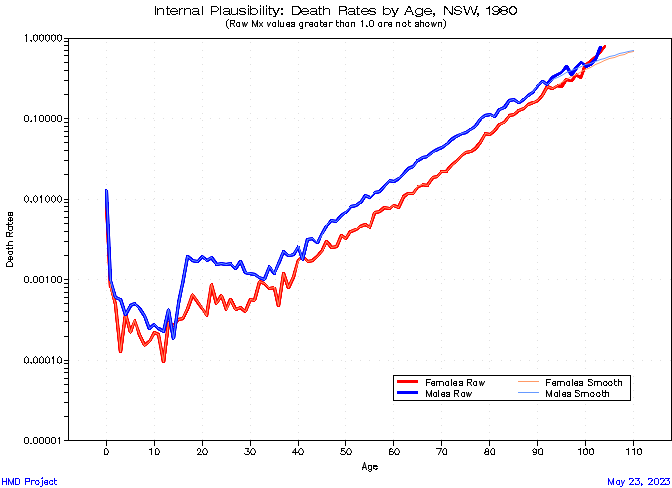 Internal Plausibility: Death Rates by Age, NSW, 1980
(Raw Mx values greater than 1.0 are not shown)
1.00000
0.10000
0.01000
0.00100
0.00010
0.00001
Death Rates
0 10 20 30 40 50 60 70 80 90 100 110
Age
Females Raw Females Smooth
Males Raw Males Smooth
HMD Project May 23, 2023